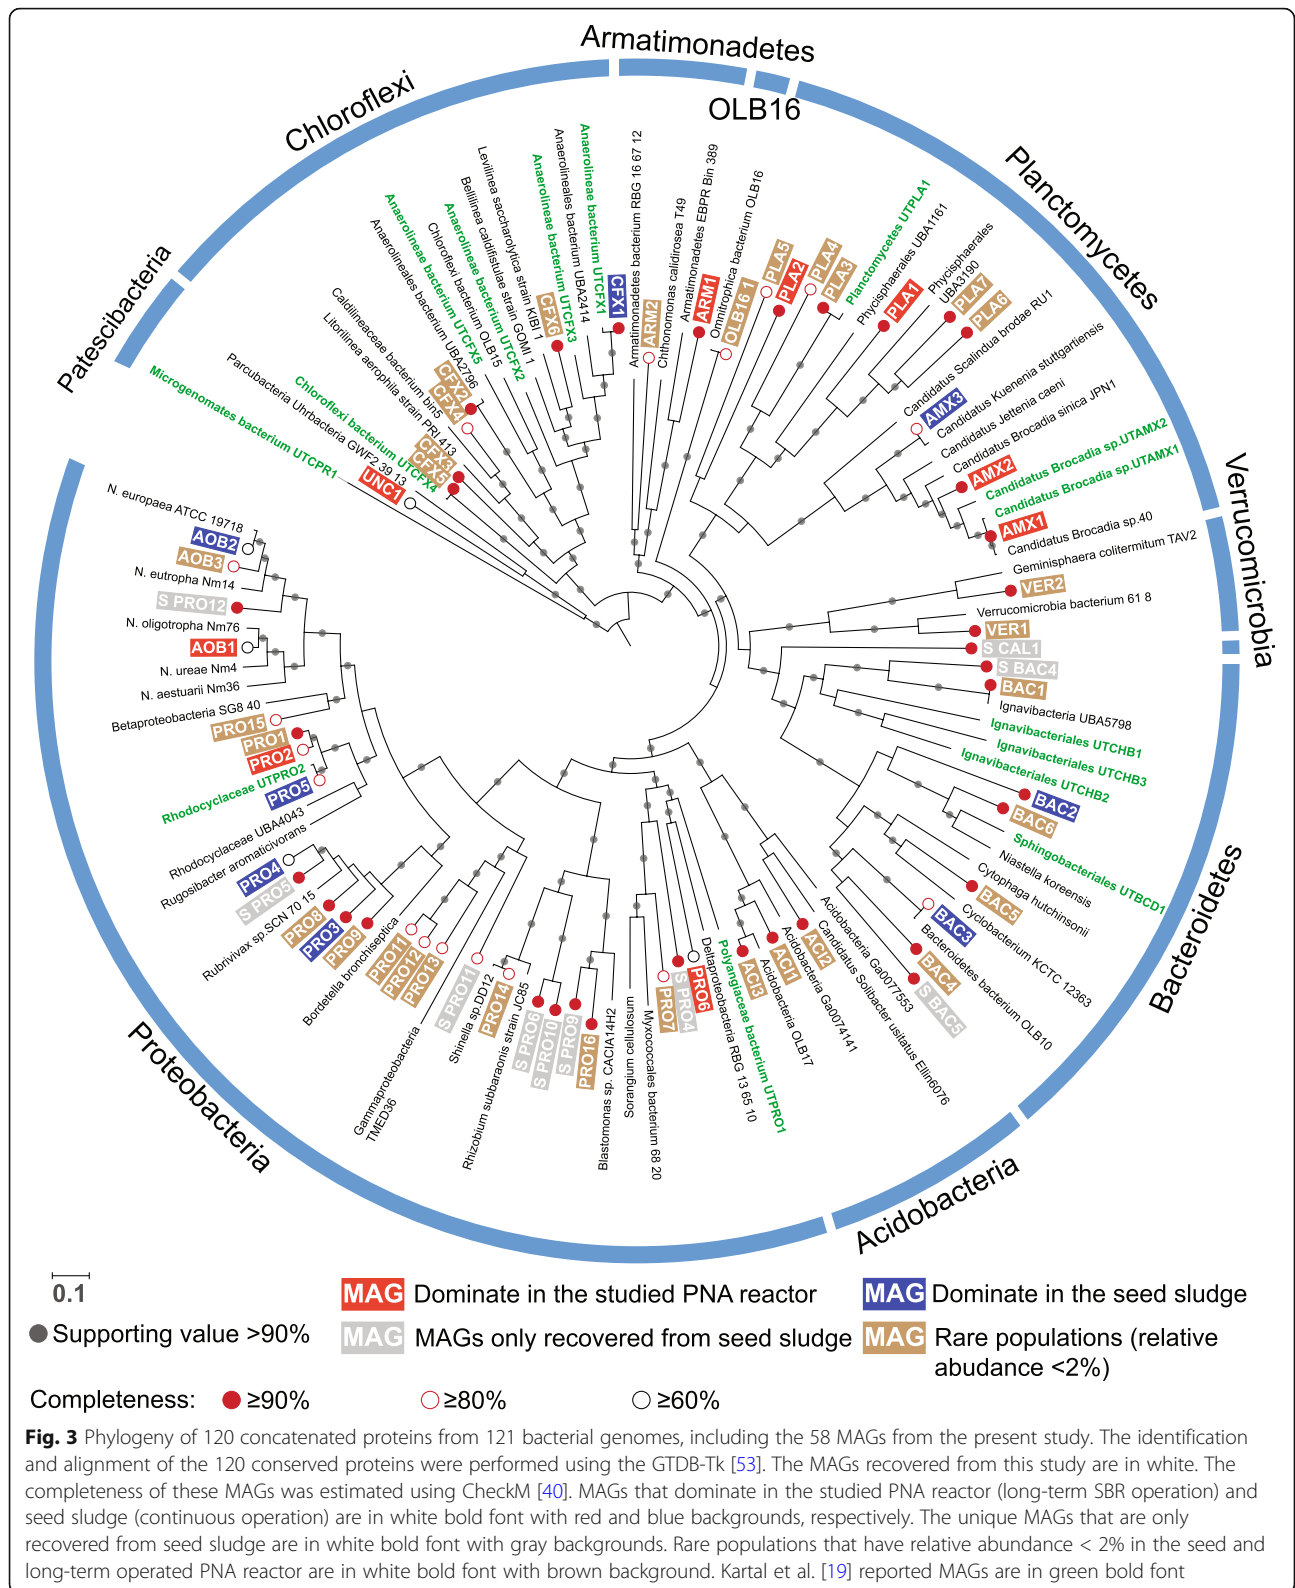 Armatimonadetes
OLB16
Chloroflexi
Planctomycetes
Patescibacteria
Verrucomicrobia
Bacteroidetes
Acidobacteria
Proteobacteria
Microgenomates bacterium UTCPR1
Parcubacteria Uhrbacteria GWF2 39 13
UNC1
Chloroflexi bacterium UTCFX4
CFX5
CFX3
Litorilinea aerophila strain PRI 413
Caldilineaceae bacterium bin5
CFX4
CFX2
Anaerolineales bacterium UBA2796
Anaerolineae bacterium UTCFX5
Chloroflexi bacterium OLB15
Anaerolineae bacterium UTCFX2
Bellilinea caldifistulae strain GOMI 1
Levilinea saccharolytica strain KIBI 1
CFX6
Anaerolineae bacterium UTCFX3
Anaerolineales bacterium UBA2414
Anaerolineae bacterium UTCFX1
CFX1
Armatimonadetes bacterium RBG 16 67 12
ARM2
Chthonomonas calidirosea T49
Armatimonadetes EBPR Bin 389
ARM1
Omnitrophica bacterium OLB16
OLB16 1
PLA5
PLA2
PLA4
PLA3
Planctomycetes UTPLA1
Phycisphaerales UBA1161
PLA1
Phycisphaerales
UBA3190
PLA7
PLA6
Candidatus Scalindua brodae RU1
AMX3
Candidatus Kuenenia stuttgartiensis
Candidatus Jettenia caeni
Candidatus Brocadia sinica JPN1
AMX2
Candidatus Brocadia sp.UTAMX2
Candidatus Brocadia sp.UTAMX1
AMX1
Candidatus Brocadia sp.40
Geminisphaera colitermitum TAV2
VER2
Verrucomicrobia bacterium 61 8
VER1
S CAL1
S BAC4
BAC1
Ignavibacteria UBA5798
Ignavibacteriales UTCHB1
Ignavibacteriales UTCHB3
Ignavibacteriales UTCHB2
BAC2
BAC6
Sphingobacteriales UTBCD1
Niastella koreensis
Cytophaga hutchinsonii
BAC5
Cyclobacterium KCTC 12363
BAC3
Bacteroidetes bacterium OLB10
BAC4
S BAC5
Acidobacteria Ga0077553
Candidatus Solibacter usitatus Ellin6076
ACI2
Acidobacteria Ga0074141
ACI1
Acidobacteria OLB17
ACI3
Polyangiaceae bacterium UTPRO1
Deltaproteobacteria RBG 13 65 10
PRO6
S PRO4
PRO7
Myxococcales bacterium 68 20
Sorangium cellulosum
Blastomonas sp. CACIA14H2
PRO16
S PRO9
S PRO10
S PRO6
Rhizobium subbaraonis strain JC85
PRO14
Shinella sp.DD12
S PRO11
Gammaproteobacteria
TMED36
PRO13
PRO12
PRO11
Bordetella bronchiseptica
PRO9
PRO3
PRO8
Rubrivivax sp.SCN 70 15
S PRO5
PRO4
Rugosibacter aromaticivorans
Rhodocyclaceae UBA4043
PRO5
Rhodocyclaceae UTPRO2
PRO2
PRO1
PRO15
Betaproteobacteria SG8 40
N. aestuarii Nm36
N. ureae Nm4
AOB1
N. oligotropha Nm76
S PRO12
N. eutropha Nm14
AOB3
AOB2
N. europaea ATCC 19718
0.1
MAG Dominate in the studied PNA reactor
MAG Dominate in the seed sludge
Supporting value >90%
MAG MAGs only recovered from seed sludge
MAG Rare populations (relative
abudance <2%)
Completeness: ≥90% ≥80% ≥60%
Fig. 3 Phylogeny of 120 concatenated proteins from 121 bacterial genomes, including the 58 MAGs from the present study. The identification
and alignment of the 120 conserved proteins were performed using the GTDB-Tk [53]. The MAGs recovered from this study are in white. The
completeness of these MAGs was estimated using CheckM [40]. MAGs that dominate in the studied PNA reactor (long-term SBR operation) and
seed sludge (continuous operation) are in white bold font with red and blue backgrounds, respectively. The unique MAGs that are only
recovered from seed sludge are in white bold font with gray backgrounds. Rare populations that have relative abundance < 2% in the seed and
long-term operated PNA reactor are in white bold font with brown background. Kartal et al. [19] reported MAGs are in green bold font